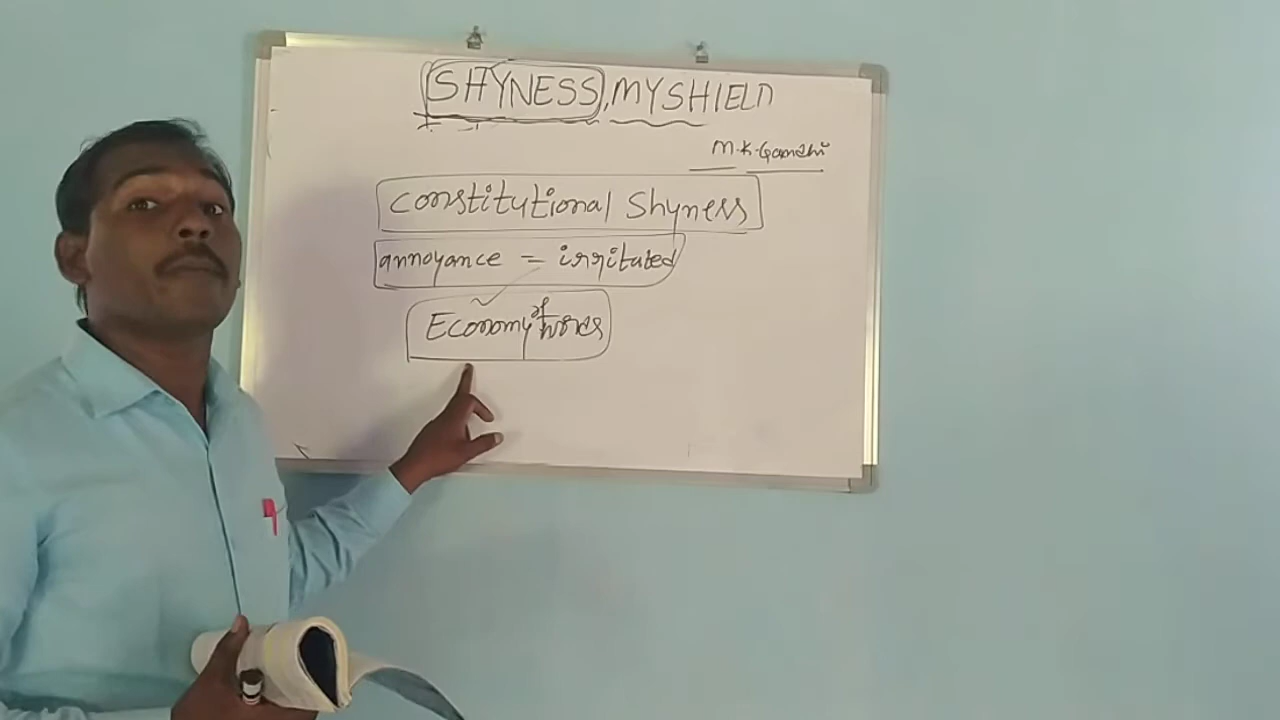 SHYNESS, MY SHIELD
M.K.Gandhi
constitutional shyness
annoyance = irritated
Economy of words